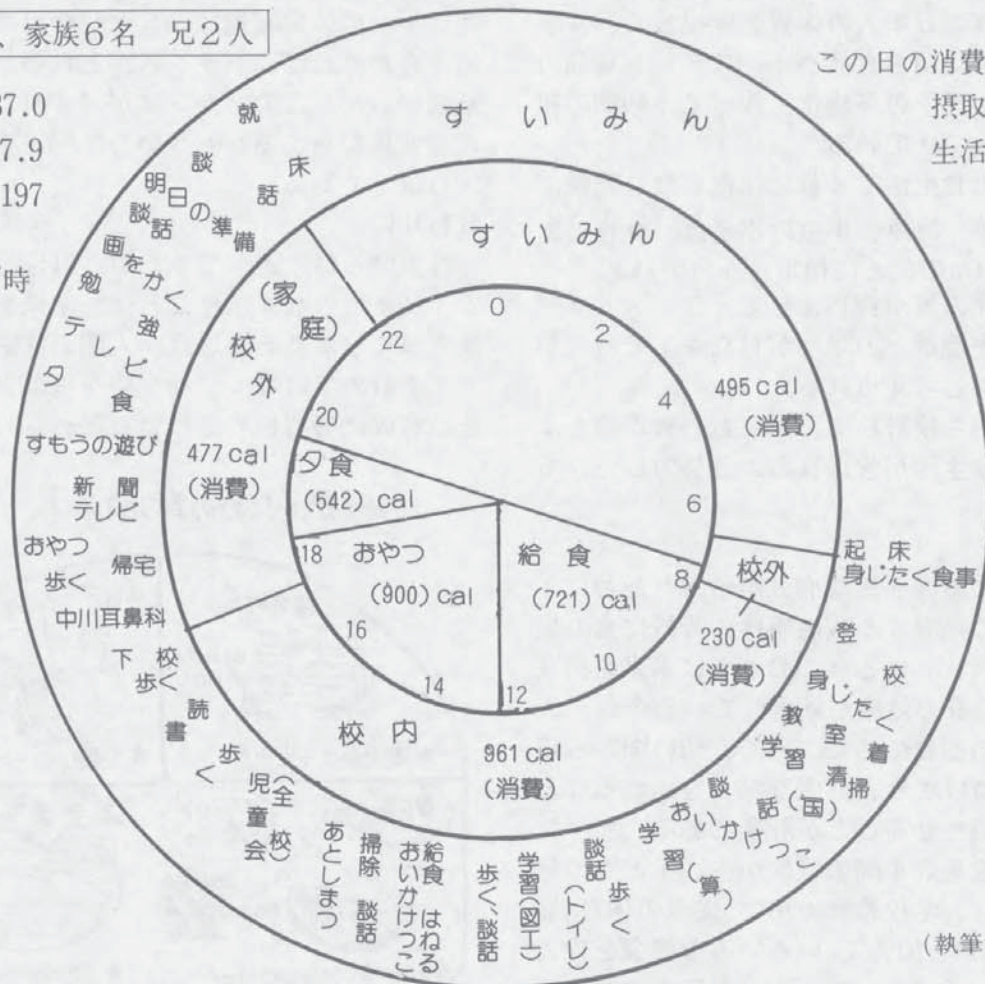 、家族6名 兄2人
37.0
7.9
197
時
この日の消費
摂取
生活
すいみん
すいみん
0
2
4
6
8
10
12
14
16
18
20
22
495 cal
(消費)
起床
身じたく食事
校外
230 cal
(消費)
登校
身じたく着
教室清掃
学習(国)
談話
おいかけっこ
学習(算)
歩く
談話(トイレ)
学習(図工)
歩く、談話
給食 はねる
おいかけっこ
掃除 談話
あとしまつ
(全校)
児童会
歩く
読書
下校
歩く
中川耳鼻科
帰宅
歩く
おやつ
新聞
テレビ
すもうの遊び
夕食
テレビ
勉強
画をかく
談話
明日の準備
談話
就床
校外
(家庭)
477 cal
(消費)
校内
961 cal
(消費)
夕食
(542) cal
おやつ
(900) cal
給食
(721) cal
(執筆